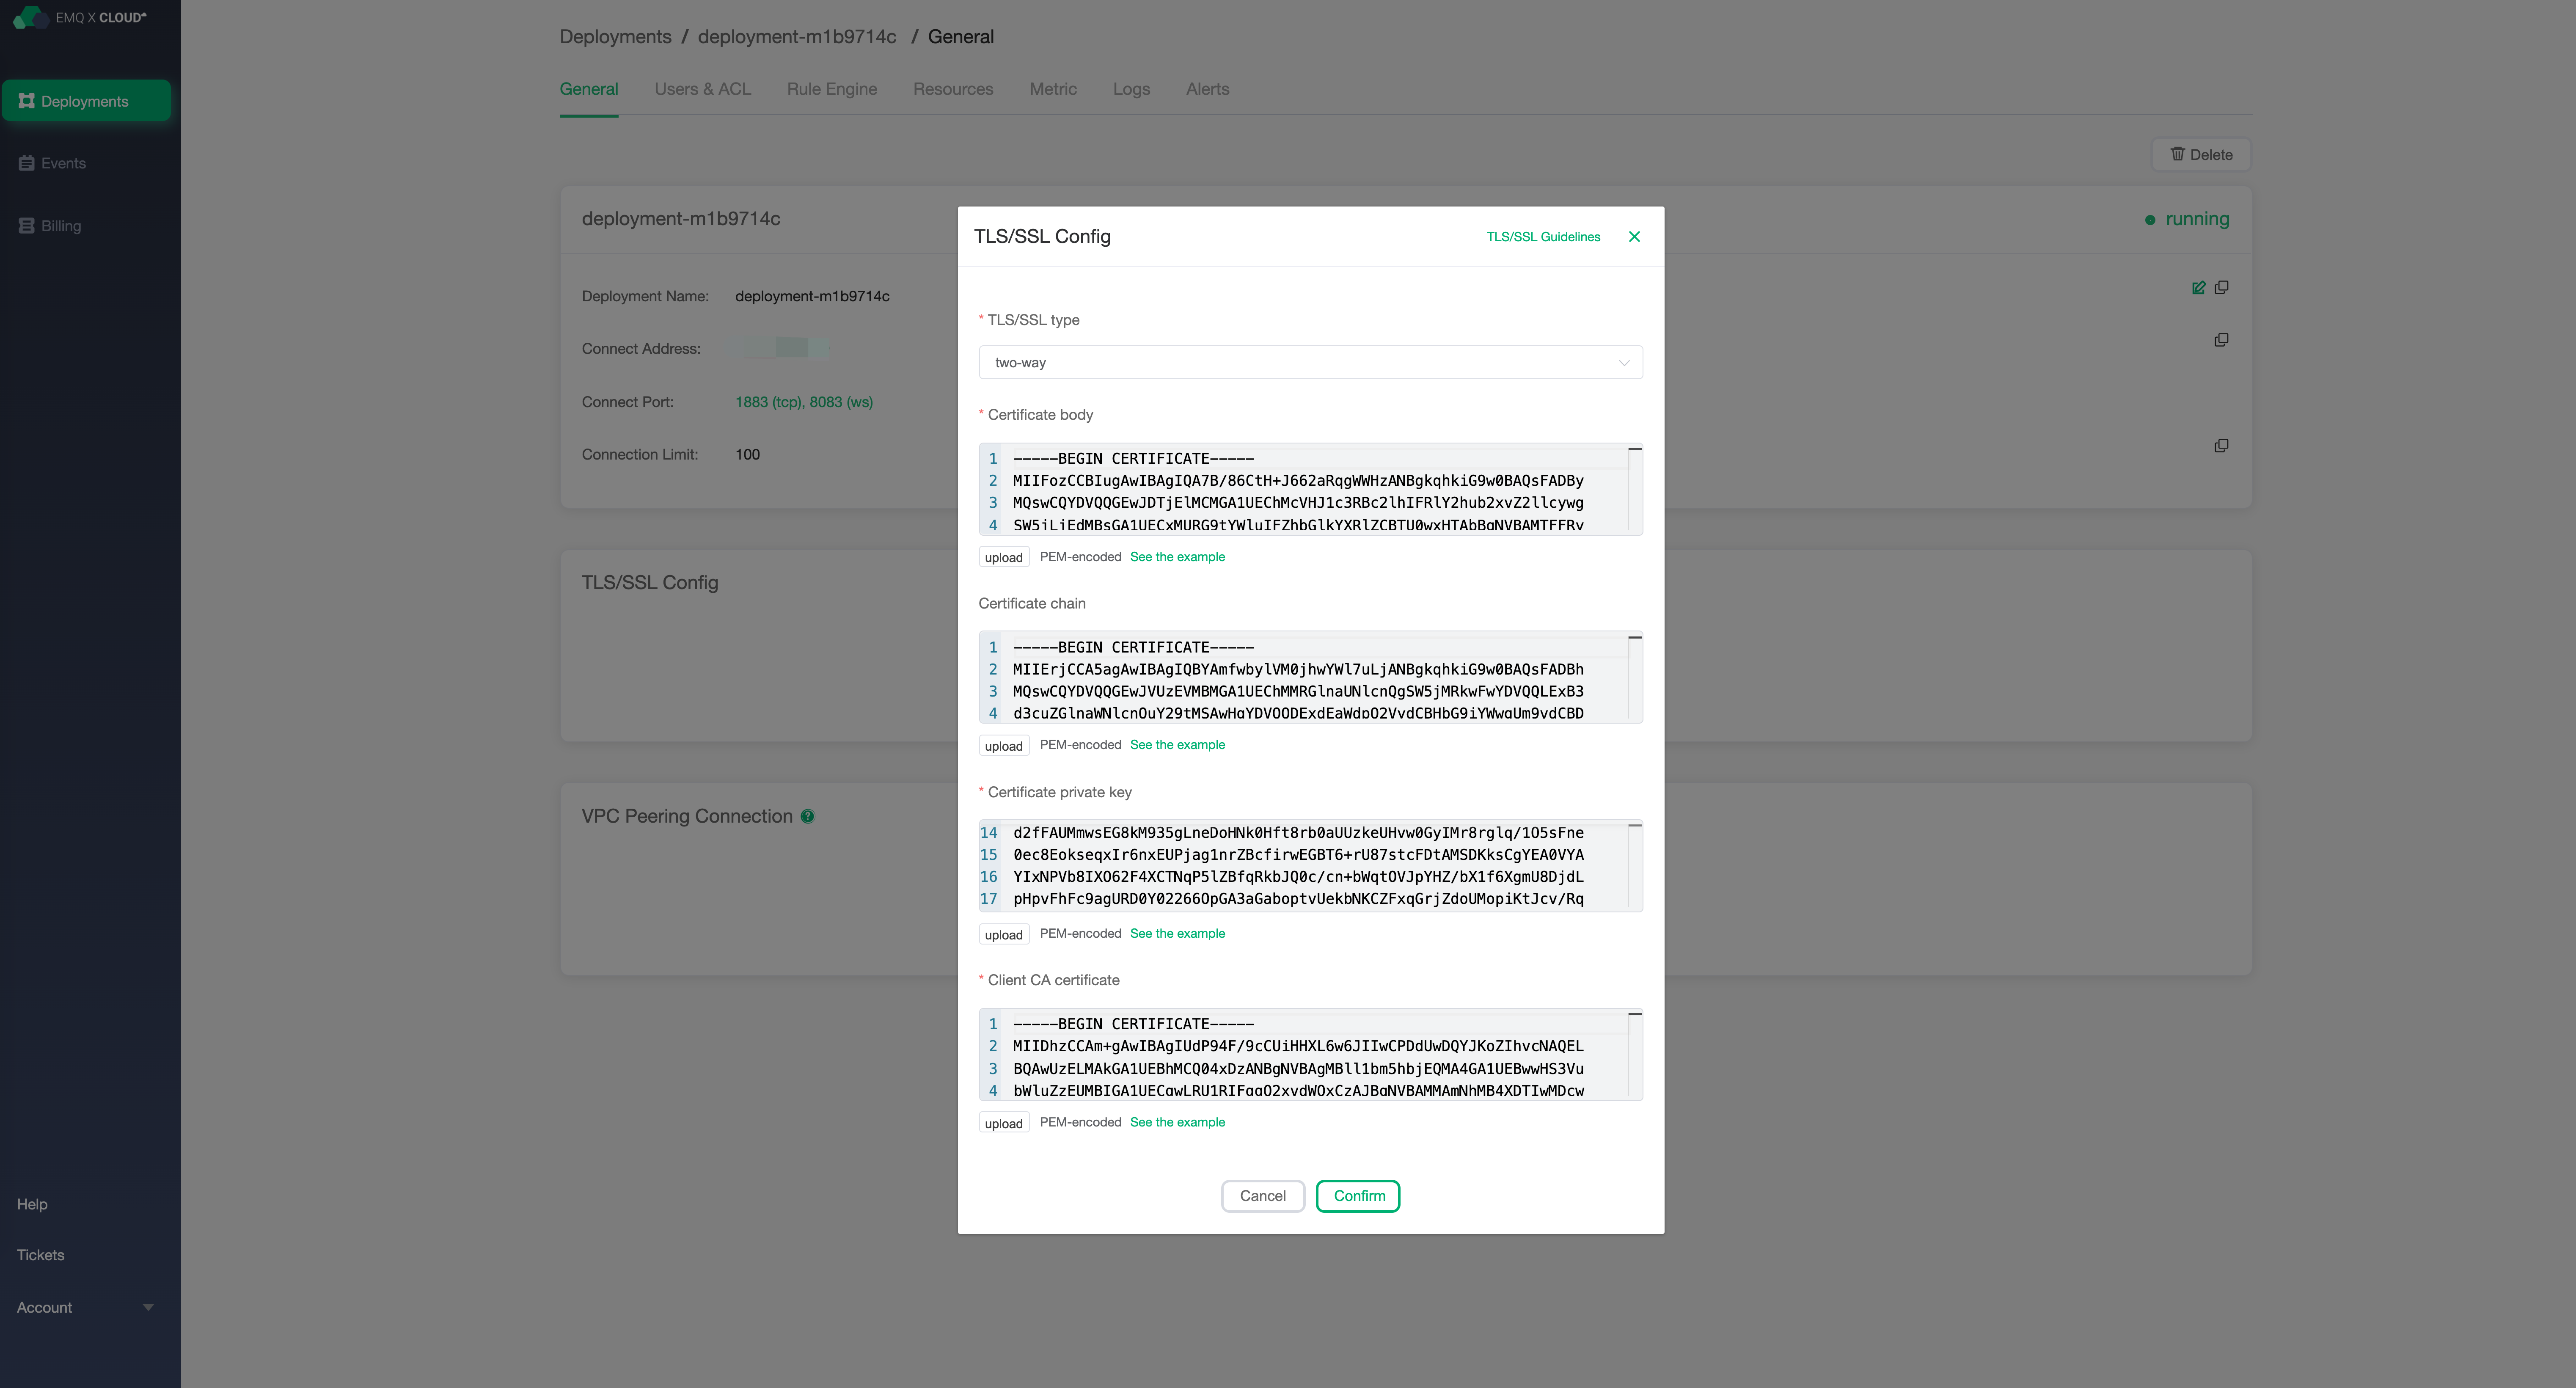 EMQ X CLOUD
Deployments
Events
Billing
Help
Tickets
Account
Deployments / deployment-m1b9714c / General
General Users & ACL Rule Engine Resources Metric Logs Alerts
Delete
deployment-m1b9714c
running
Deployment Name: deployment-m1b9714c
Connect Address:
Connect Port: 1883 (tcp), 8083 (ws)
Connection Limit: 100
TLS/SSL Config
VPC Peering Connection ?
TLS/SSL Config TLS/SSL Guidelines
* TLS/SSL type
two-way
* Certificate body
1 -----BEGIN CERTIFICATE-----
2 MIIFozCCBIugAwIBAgIQA7B/86CtH+J662aRqgWWHzANBgkqhkiG9w0BAQsFADBy
3 MQswCQYDVQQGEwJDTjElMCMGA1UEChMcVHJ1c3RBc2lhIFRlY2hub2xvZ2llcywg
4 SW5jLjEdMBsGA1UECxMURG9tYWluIFZhbGlkYXRlZCBTU0wxHTAbBgNVBAMTFFRy
upload PEM-encoded See the example
Certificate chain
1 -----BEGIN CERTIFICATE-----
2 MIIErjCCA5agAwIBAgIQBYAmfwbylVM0jhwYWl7uLjANBgkqhkiG9w0BAQsFADBh
3 MQswCQYDVQQGEwJVUzEVMBMGA1UEChMMRGlnaUNlcnQgSW5jMRkwFwYDVQQLExB3
4 d3cuZGlnaWNlcnQuY29tMSAwHgYDVQQDExdEaWdpQ2VydCBHbG9iYWwgUm9vdCBD
upload PEM-encoded See the example
* Certificate private key
14 d2fFAUMmwsEG8kM935gLneDoHNk0Hft8rb0aUUzkeUHvw0GyIMr8rglq/1O5sFne
15 0ec8EokseqxIr6nxEUPjag1nrZBcfirwEGBT6+rU87stcFDtAMSDKksCgYEA0VYA
16 YIxNPVb8IXO62F4XCTNqP5lZBfqRkbJQ0c/cn+bWqtOVJpYHZ/bX1f6XgmU8DjdL
17 pHpvFhFc9agURD0Y02266OpGA3aGaboptvUekbNKCZFxqGrjZdoUMopiKtJcv/Rq
upload PEM-encoded See the example
* Client CA certificate
1 -----BEGIN CERTIFICATE-----
2 MIIDhzCCAm+gAwIBAgIUdP94F/9cCUiHHXL6w6JIIwCPDdUwDQYJKoZIhvcNAQEL
3 BQAwUzELMAkGA1UEBhMCQ04xDzANBgNVBAgMBll1bm5hbjEQMA4GA1UEBwwHS3Vu
4 bWluZzEUMBIGA1UECgwLRU1RIFggQ2xvdWQxCzAJBgNVBAMMAmNhMB4XDTIwMDcw
upload PEM-encoded See the example
Cancel Confirm